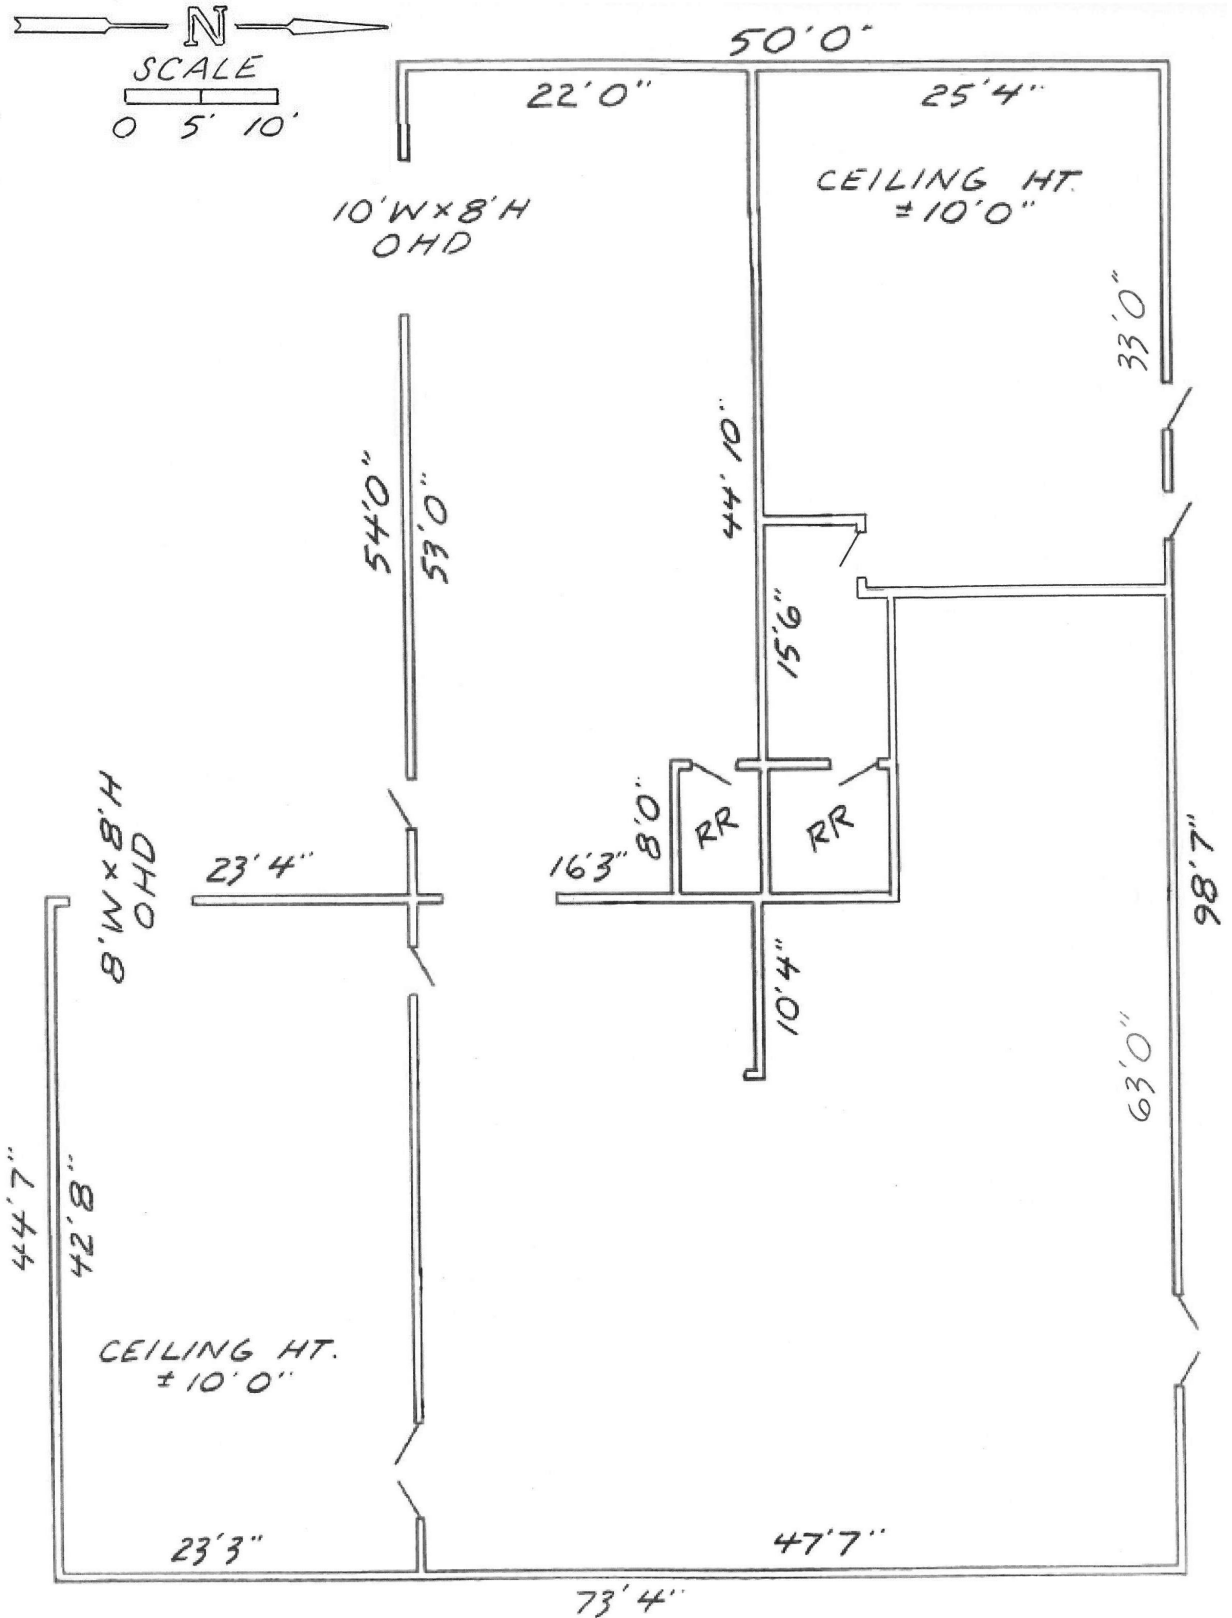 N
SCALE
0 5' 10'
50'0"
22'0"
25'4"
10'W×8'H
OHD
CEILING HT.
±10'0"
33'0"
54'0"
53'0"
44' 10"
15'6"
8'W×8'H
OHD
23'4"
16'3"
8'0"
RR
RR
98'7"
10'4"
63'0"
44'7"
42'8"
CEILING HT.
±10'0"
23'3"
47'7"
73'4"